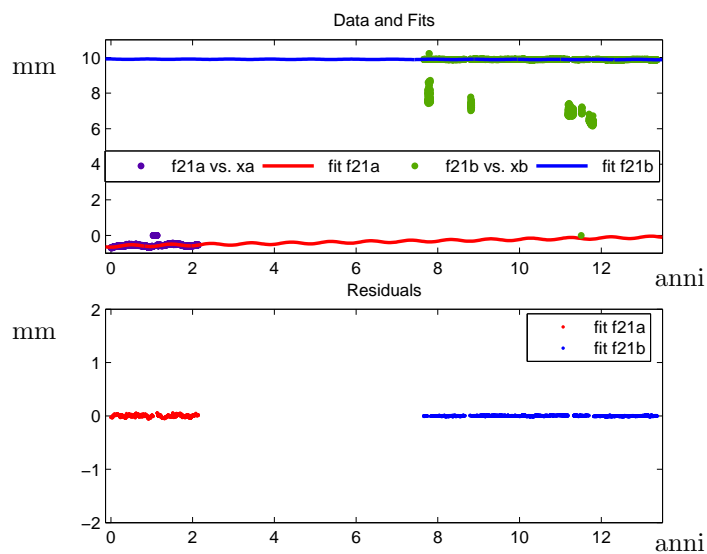 Data and Fits
mm
10
8
6
4
2
0
f21a vs. xa fit f21a f21b vs. xb fit f21b
0 2 4 6 8 10 12
anni
Residuals
mm
2
1
0
−1
−2
fit f21a
fit f21b
0 2 4 6 8 10 12
anni